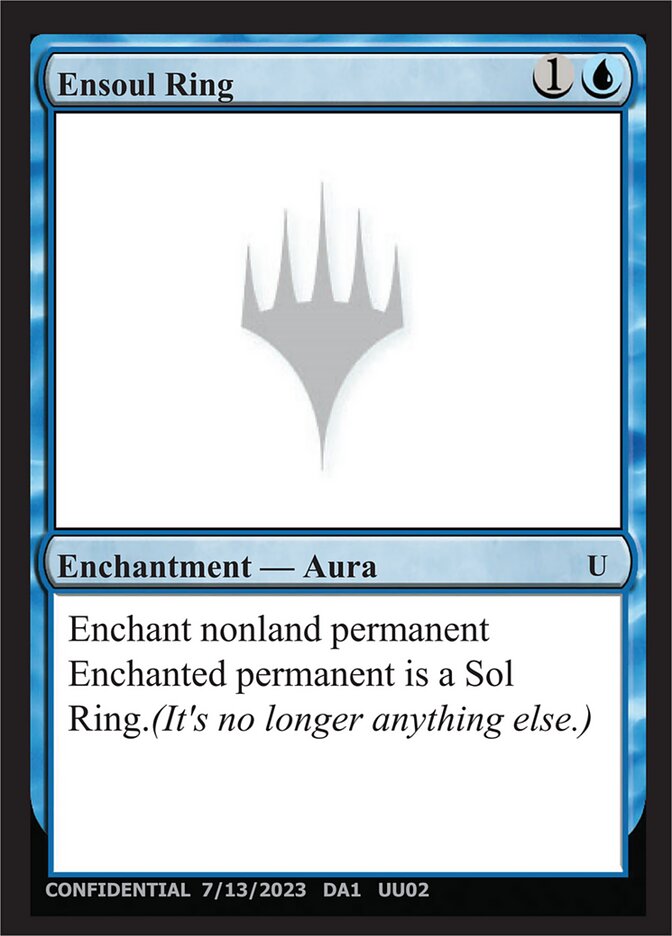 Ensoul Ring 1
Enchantment — Aura U
Enchant nonland permanent
Enchanted permanent is a Sol
Ring.(It's no longer anything else.)
CONFIDENTIAL 7/13/2023 DA1 UU02